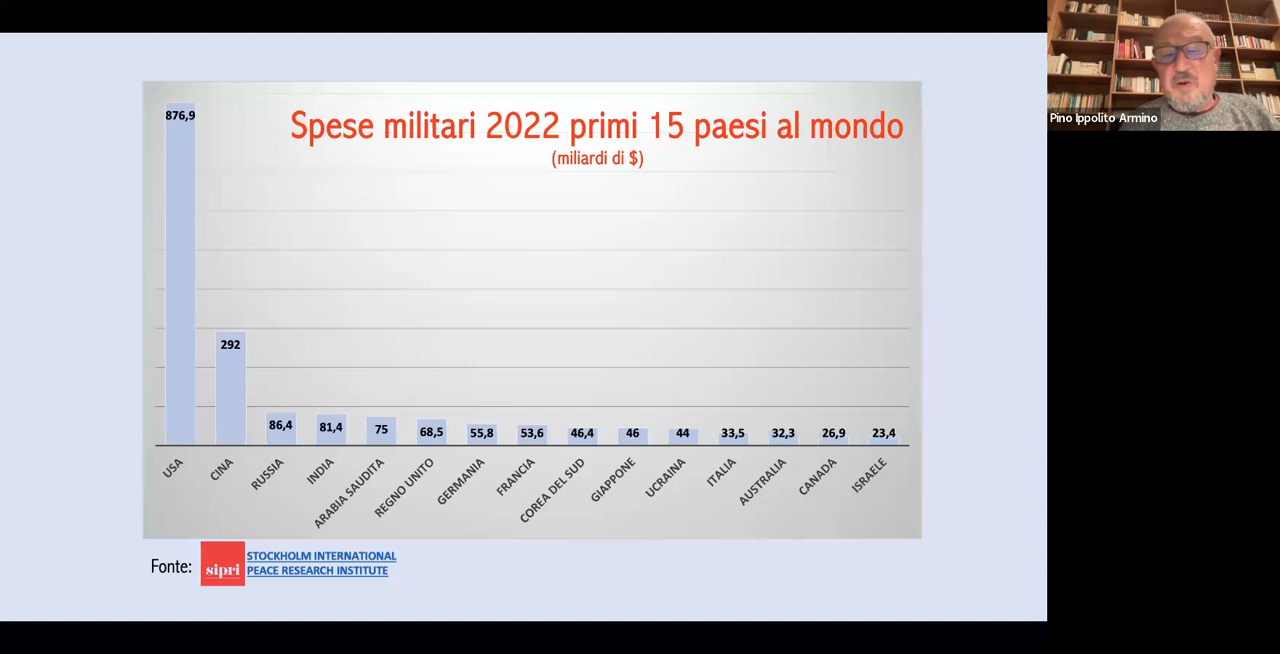 Spese militari 2022 primi 15 paesi al mondo
(miliardi di $)
876,9
292
86,4
81,4
75
68,5
55,8
53,6
46,4
46
44
33,5
32,3
26,9
23,4
USA
CINA
RUSSIA
INDIA
ARABIA SAUDITA
REGNO UNITO
GERMANIA
FRANCIA
COREA DEL SUD
GIAPPONE
UCRAINA
ITALIA
AUSTRALIA
CANADA
ISRAELE
Fonte:
sipri
STOCKHOLM INTERNATIONAL
PEACE RESEARCH INSTITUTE
Pino Ippolito Armino